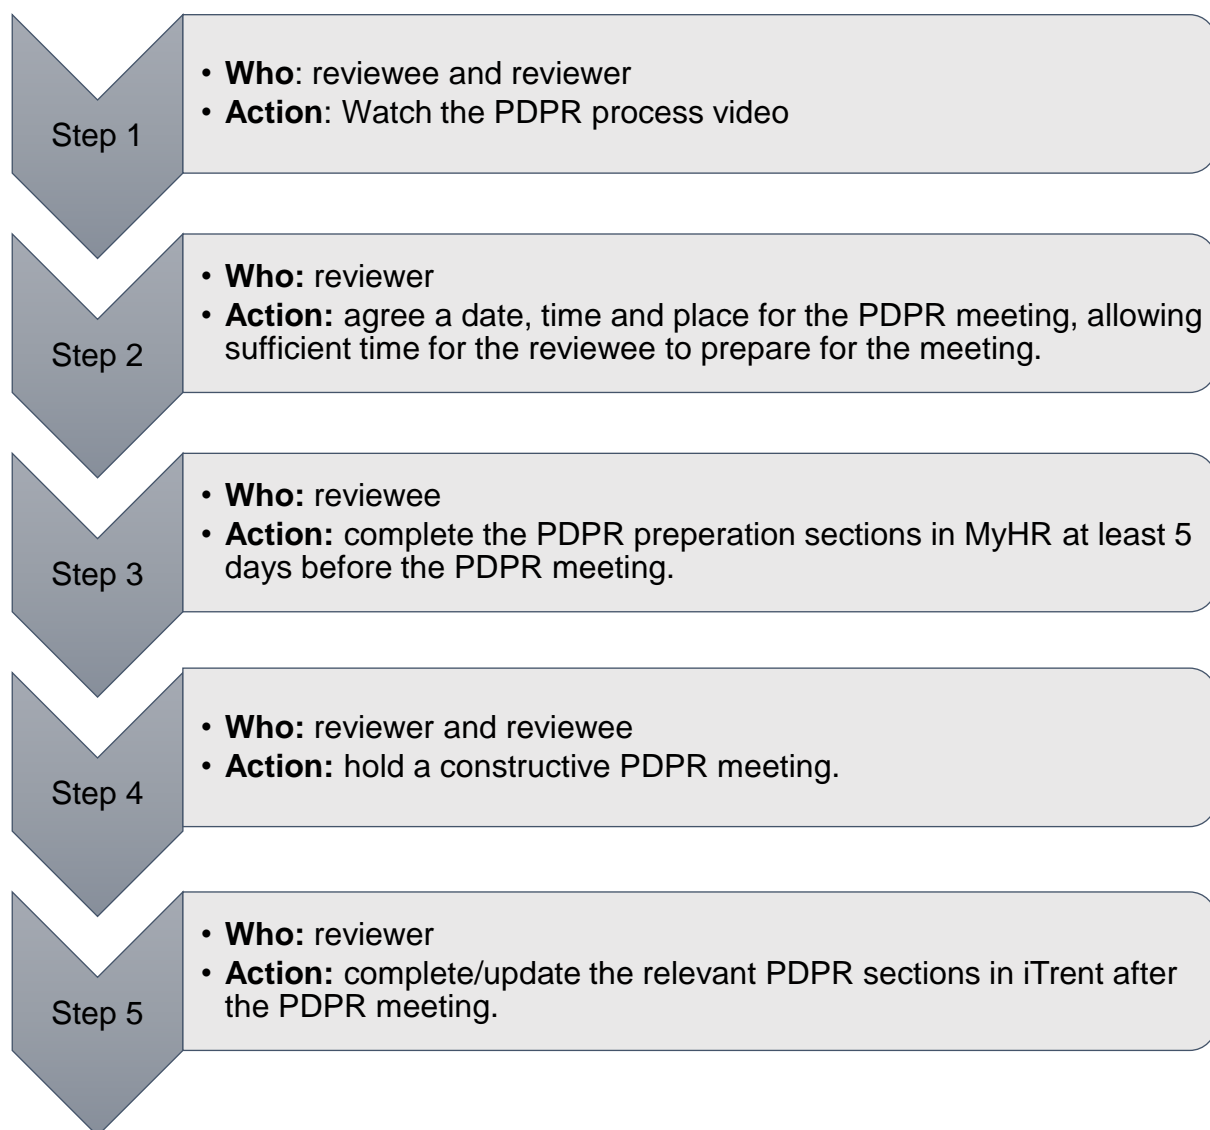 Step 1
• Who: reviewee and reviewer
• Action: Watch the PDPR process video
Step 2
• Who: reviewer
• Action: agree a date, time and place for the PDPR meeting, allowing
sufficient time for the reviewee to prepare for the meeting.
Step 3
• Who: reviewee
• Action: complete the PDPR preperation sections in MyHR at least 5
days before the PDPR meeting.
Step 4
• Who: reviewer and reviewee
• Action: hold a constructive PDPR meeting.
Step 5
• Who: reviewer
• Action: complete/update the relevant PDPR sections in iTrent after
the PDPR meeting.